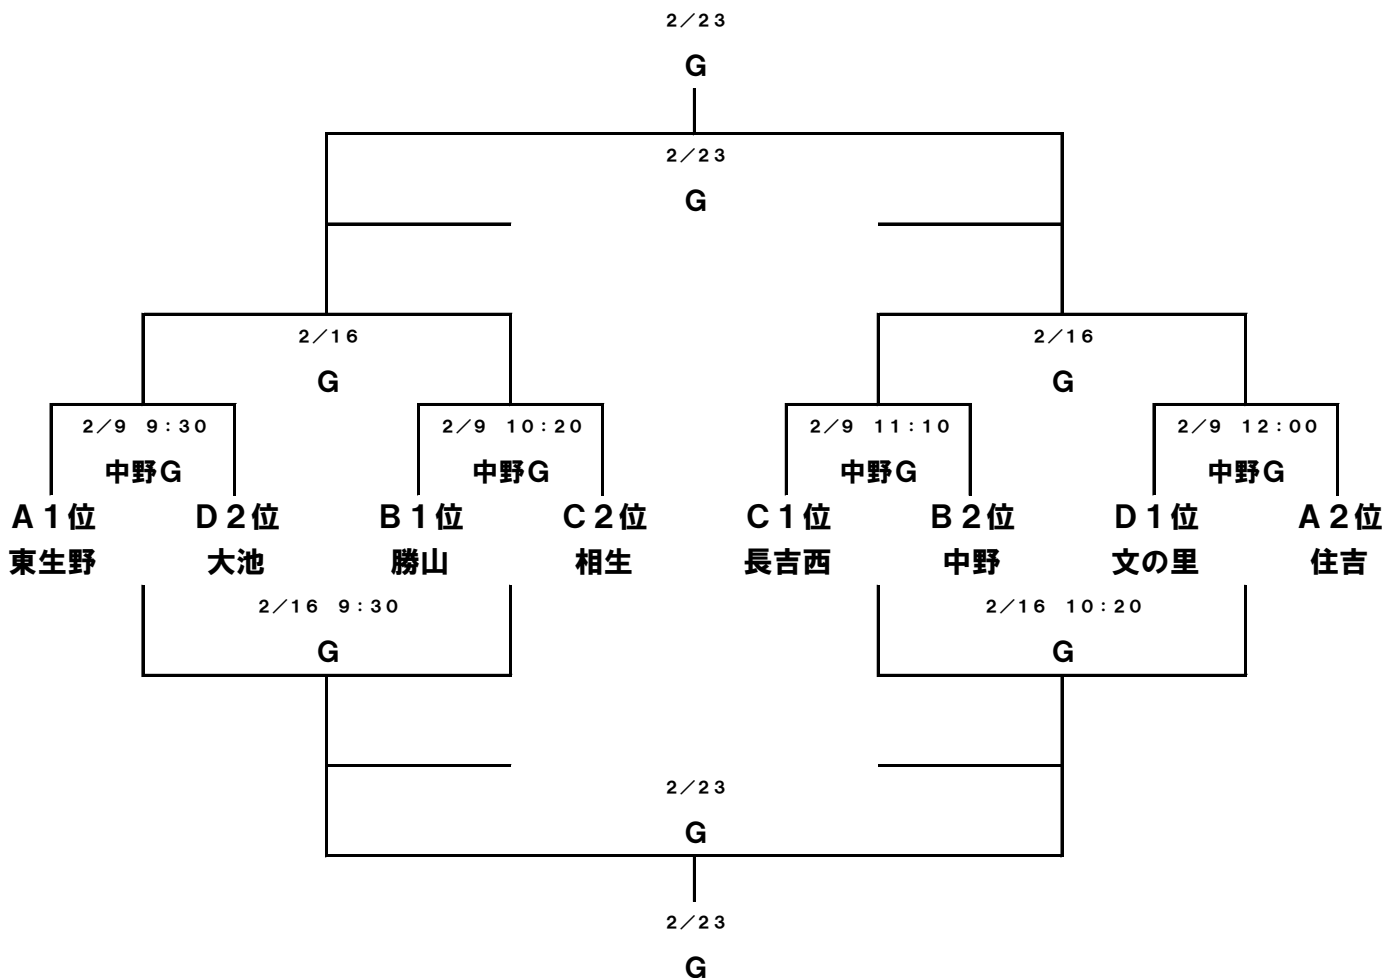 ２／２３
Ｇ
２／２３
Ｇ
２／１６
２／１６
Ｇ
Ｇ
２／９　９：３０
２／９　１０：２０
２／９　１１：１０
２／９　１２：００
中野Ｇ
中野Ｇ
中野Ｇ
中野Ｇ
Ａ１位
Ｄ２位
Ｂ１位
Ｃ２位
Ｃ１位
Ｂ２位
Ｄ１位
Ａ２位
東生野
大池
勝山
相生
長吉西
中野
文の里
住吉
２／１６　９：３０
２／１６　１０：２０
Ｇ
Ｇ
２／２３
Ｇ
２／２３
Ｇ